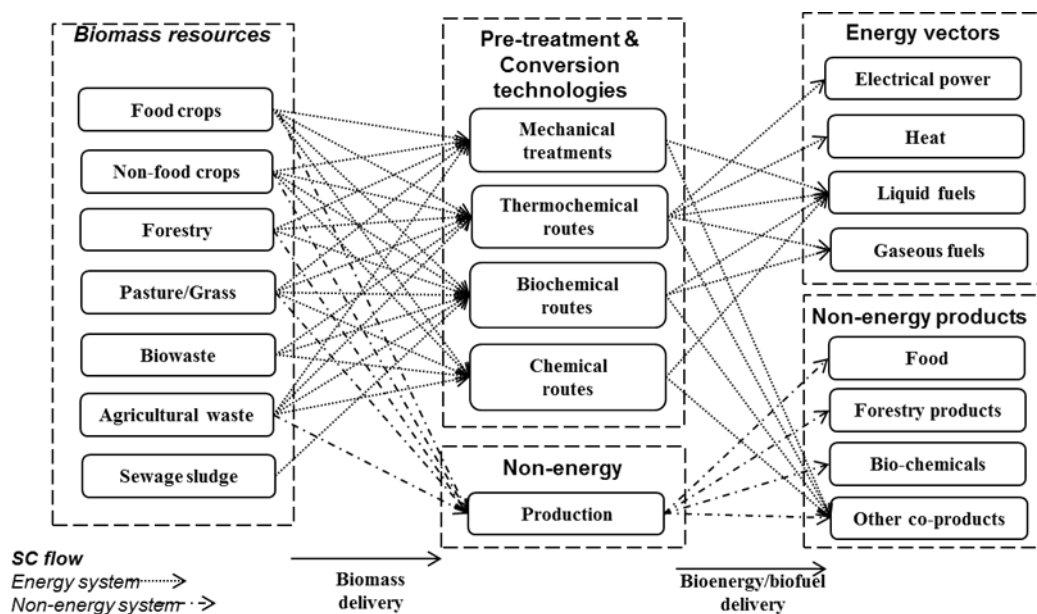 Biomass resources
Food crops
Non-food crops
Forestry
Pasture/Grass
Biowaste
Agricultural waste
Sewage sludge
Pre-treatment &
Conversion
technologies
Mechanical
treatments
Thermochemical
routes
Biochemical
routes
Chemical
routes
Non-energy
Production
Energy vectors
Electrical power
Heat
Liquid fuels
Gaseous fuels
Non-energy products
Food
Forestry products
Bio-chemicals
Other co-products
SC flow
Energy system
Non-energy system
Biomass
delivery
Bioenergy/biofuel
delivery